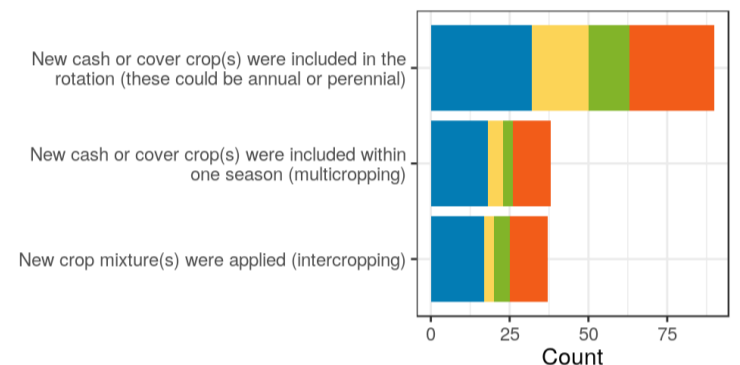 New cash or cover crop(s) were included in the
rotation (these could be annual or perennial)
New cash or cover crop(s) were included within
one season (multicropping)
New crop mixture(s) were applied (intercropping)
0 25 50 75
Count